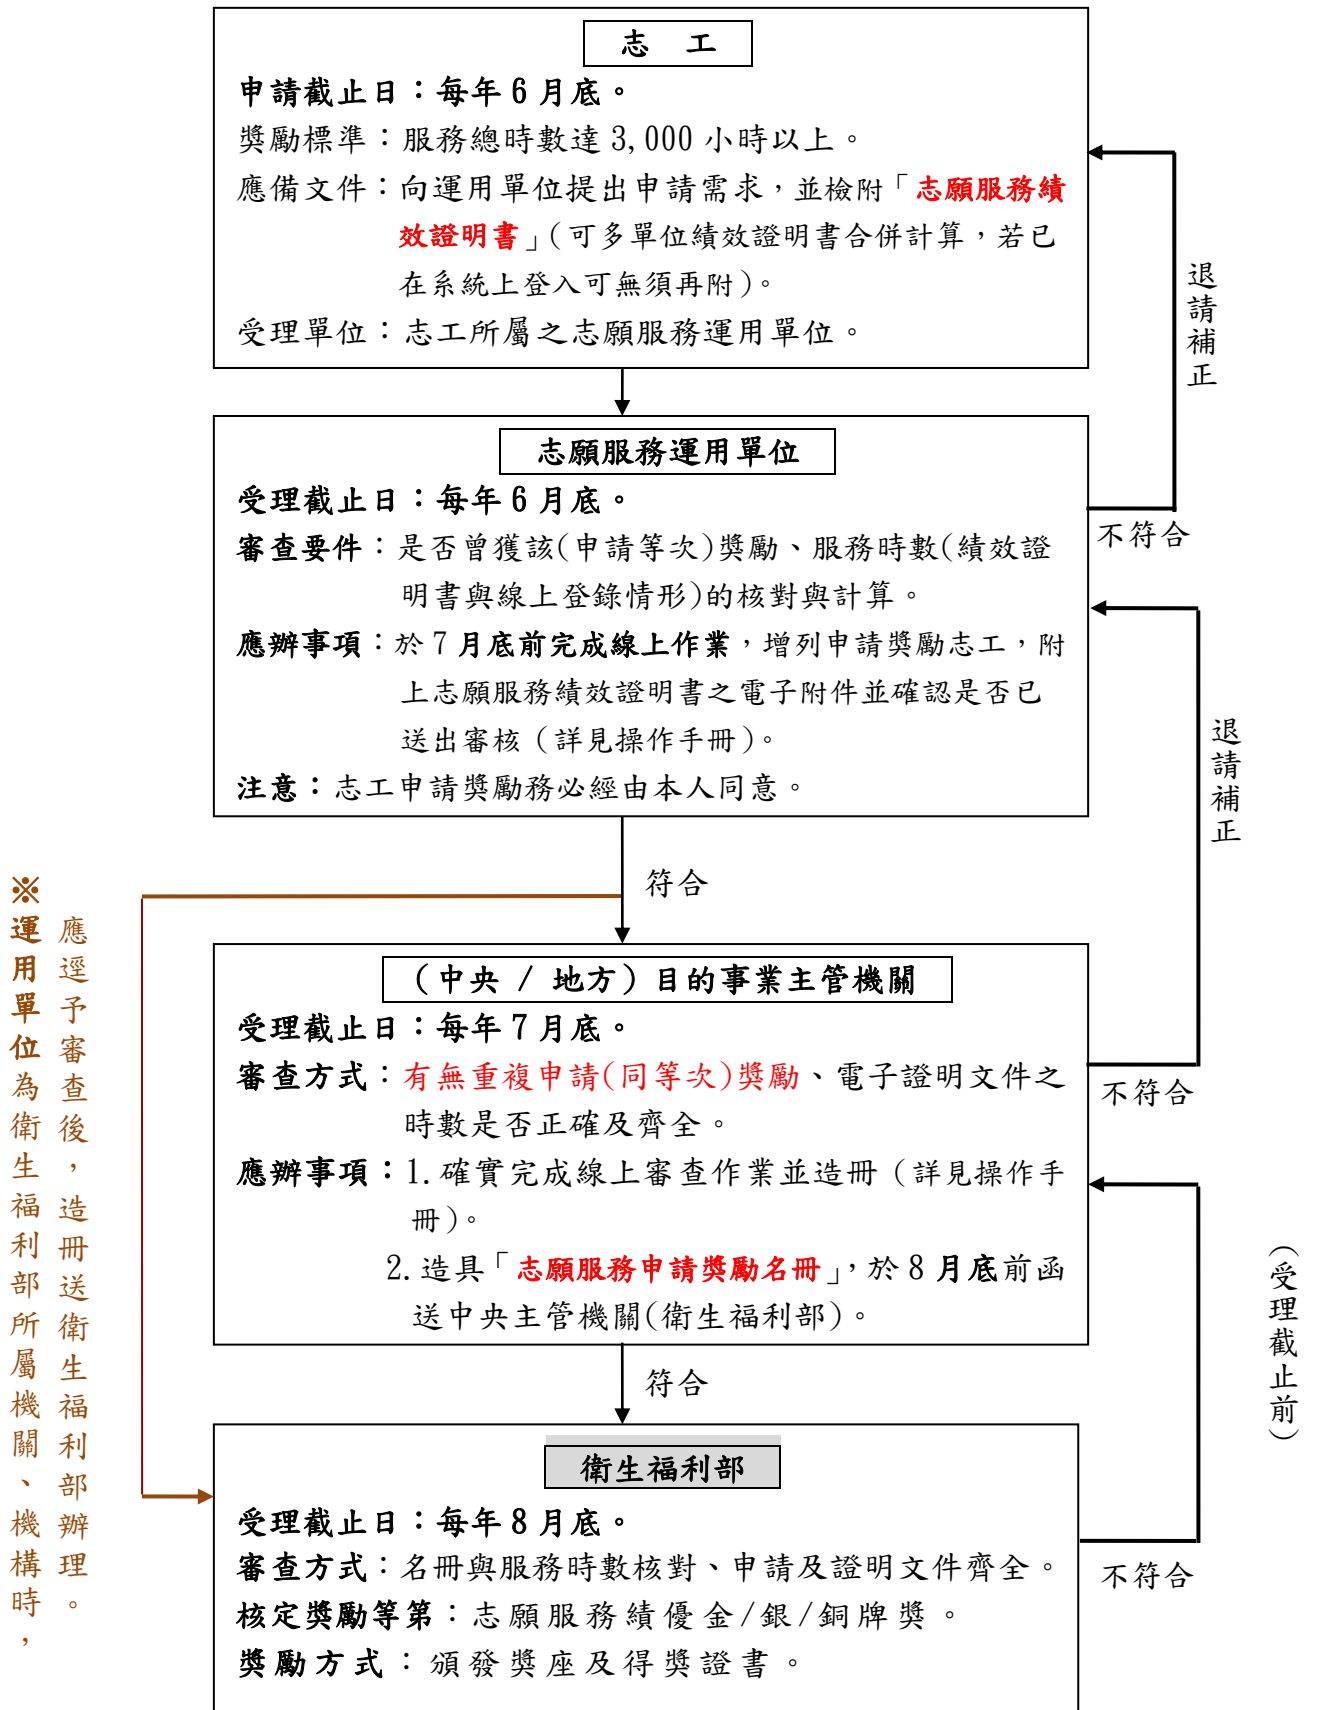 志　工
申請截止日：每年6月底。
獎勵標準：服務總時數達3,000小時以上。
應備文件：向運用單位提出申請需求，並檢附「志願服務績
效證明書」(可多單位績效證明書合併計算，若已
在系統上登入可無須再附)。
受理單位：志工所屬之志願服務運用單位。
退請補正
志願服務運用單位
受理截止日：每年6月底。
審查要件：是否曾獲該(申請等次)獎勵、服務時數(績效證
明書與線上登錄情形)的核對與計算。
應辦事項：於7月底前完成線上作業，增列申請獎勵志工，附
上志願服務績效證明書之電子附件並確認是否已
送出審核（詳見操作手冊)。
注意：志工申請獎勵務必經由本人同意。
不符合
退請補正
符合
※運用單位為衛生福利部所屬機關、機構時，
應逕予審查後，造冊送衛生福利部辦理。
（中央 / 地方）目的事業主管機關
受理截止日：每年7月底。
審查方式：有無重複申請(同等次)獎勵、電子證明文件之
時數是否正確及齊全。
應辦事項：1.確實完成線上審查作業並造冊（詳見操作手
冊)。
2.造具「志願服務申請獎勵名冊」，於8月底前函
送中央主管機關(衛生福利部)。
不符合
（受理截止前）
符合
衛生福利部
受理截止日：每年8月底。
審查方式：名冊與服務時數核對、申請及證明文件齊全。
核定獎勵等第：志願服務績優金/銀/銅牌獎。
獎勵方式：頒發獎座及得獎證書。
不符合